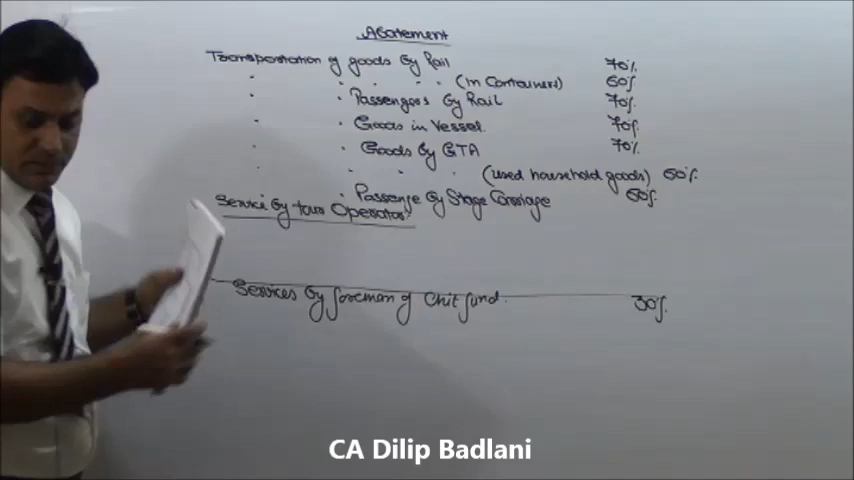 Abatement
Transportation of goods by Rail 70%
" " " " (in Containers) 60%
" " Passengers by Rail 70%
" " Goods in Vessel. 70%
" " Goods by GTA 70%
" " " " (used household goods) 60%
" Passenge by Stage Carriage 60%
Service by tour Operator
Services by foreman of Chit fund. 30%
CA Dilip Badlani